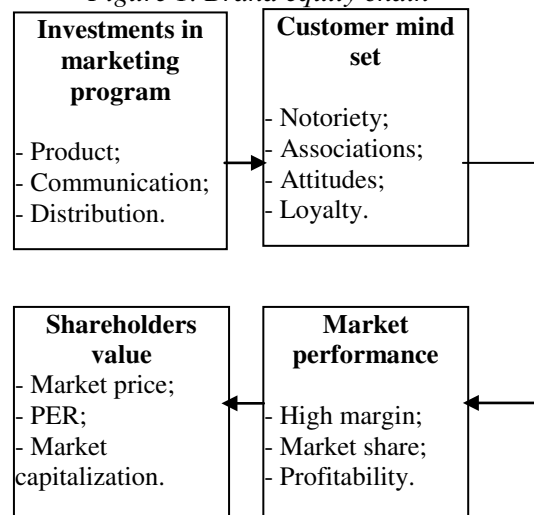 Figure 1. Brand equity chain
Investments in
marketing
program
- Product;
- Communication;
- Distribution.
Customer mind
set
- Notoriety;
- Associations;
- Attitudes;
- Loyalty.
Shareholders
value
- Market price;
- PER;
- Market
capitalization.
Market
performance
- High margin;
- Market share;
- Profitability.